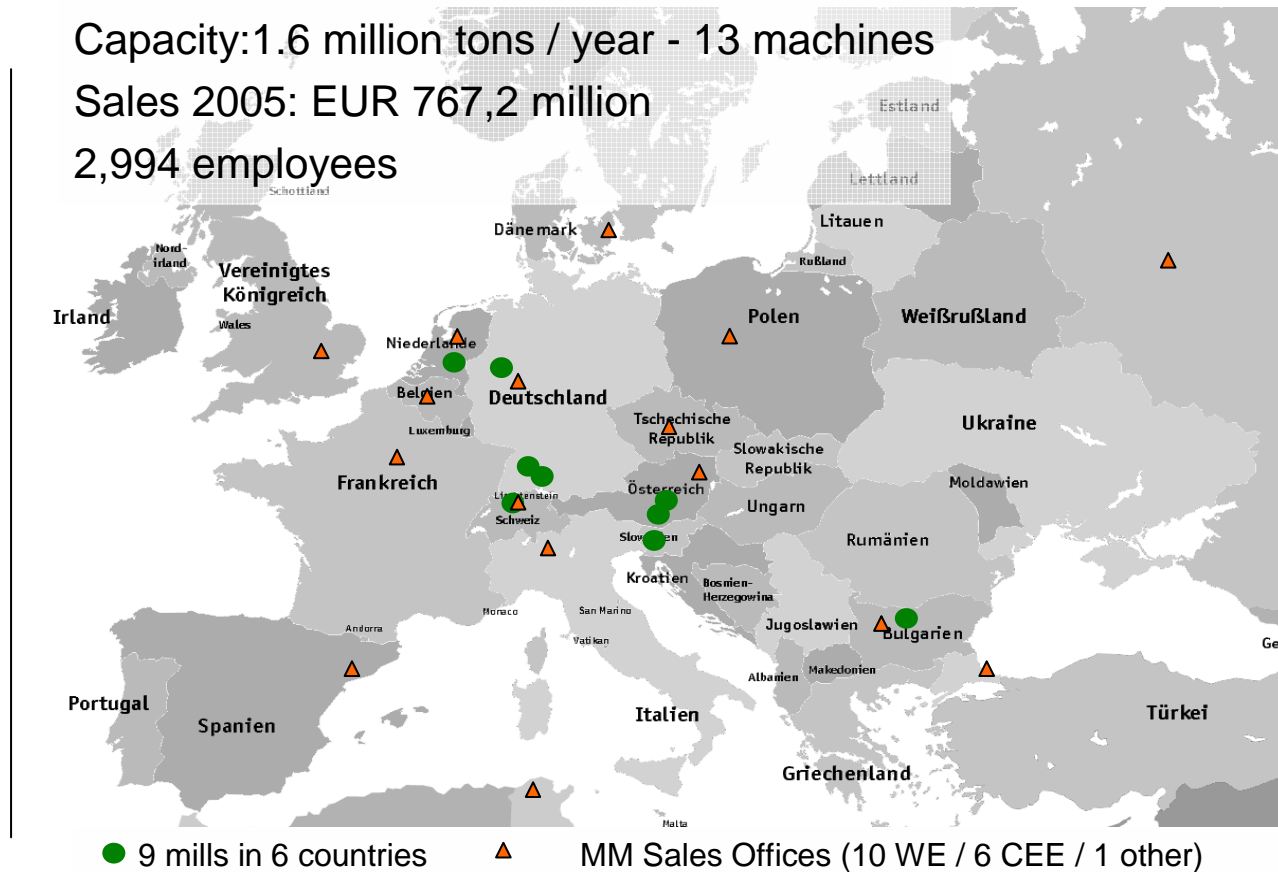 Capacity:1.6 million tons / year - 13 machines
Sales 2005: EUR 767,2 million
2,994 employees
Estland
Lettland
Schottland
Litauen
Dänemark
Nord-
irland
Rußland
Vereinigtes
Königreich
Irland
Wales
Polen
Weißrußland
Niederlande
Belgien
Deutschland
Luxemburg
Tschechische
Republik
Ukraine
Slowakische
Republik
Frankreich
Moldawien
Österreich
Liechtenstein
Schweiz
Ungarn
Slowenien
Rumänien
Kroatien
Bosnien-
Herzegowina
Monaco
San Marino
Andorra
Jugoslawien
Bulgarien
Vatikan
Ge
Albanien
Makedonien
Portugal
Spanien
Italien
Türkei
Griechenland
Malta
9 mills in 6 countries
MM Sales Offices (10 WE / 6 CEE / 1 other)